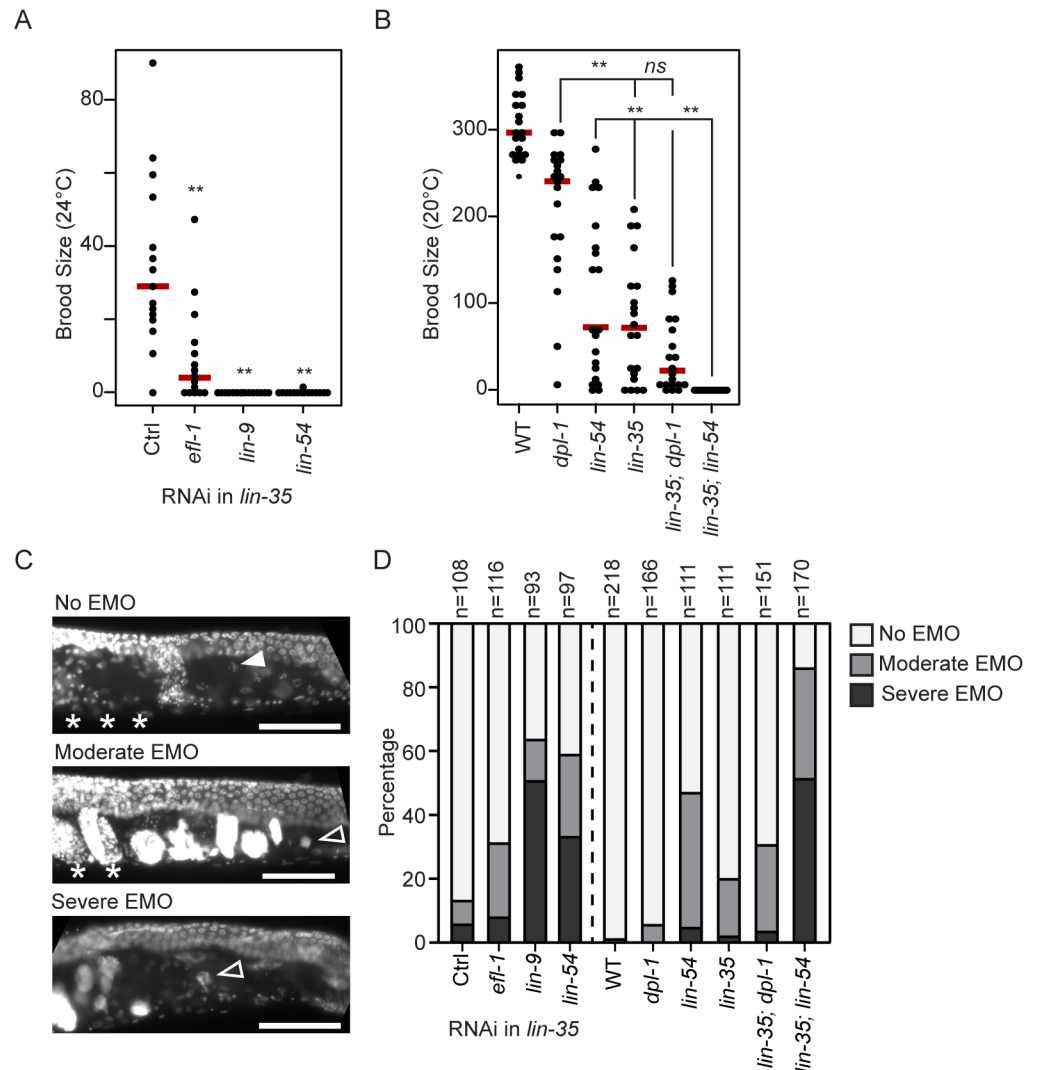 A
Brood Size (24°C)
80
40
0
**
**
**
Ctrl
efl-1
lin-9
lin-54
RNAi in lin-35
B
Brood Size (20°C)
300
200
100
0
**
ns
**
**
WT
dpl-1
lin-54
lin-35
lin-35; dpl-1
lin-35; lin-54
C
No EMO
* * *
Moderate EMO
* *
Severe EMO
D
n=108
n=116
n=93
n=97
n=218
n=166
n=111
n=111
n=151
n=170
Percentage
100
80
60
40
20
0
No EMO
Moderate EMO
Severe EMO
Ctrl
efl-1
lin-9
lin-54
WT
dpl-1
lin-54
lin-35
lin-35; dpl-1
lin-35; lin-54
RNAi in lin-35